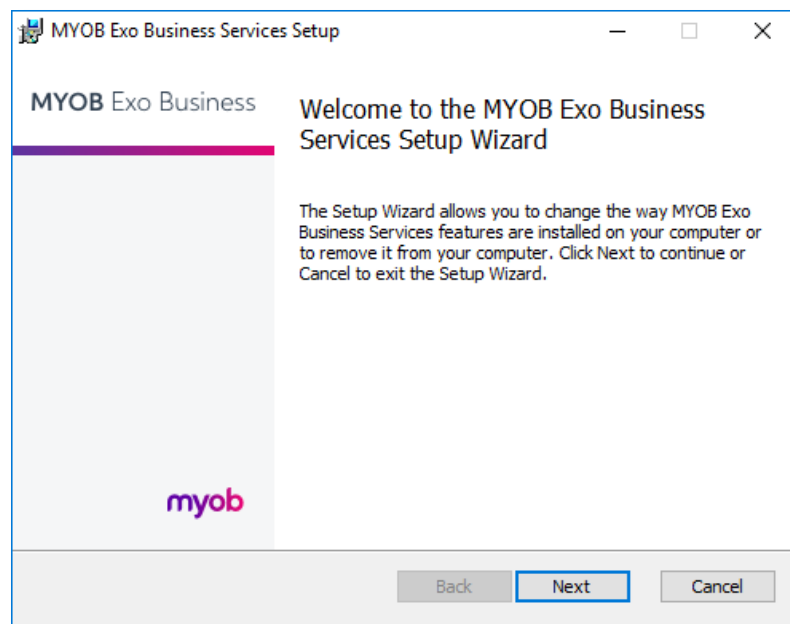 MYOB Exo Business Services Setup
MYOB Exo Business
Welcome to the MYOB Exo Business
Services Setup Wizard
The Setup Wizard allows you to change the way MYOB Exo
Business Services features are installed on your computer or
to remove it from your computer. Click Next to continue or
Cancel to exit the Setup Wizard.
myob
Back Next Cancel